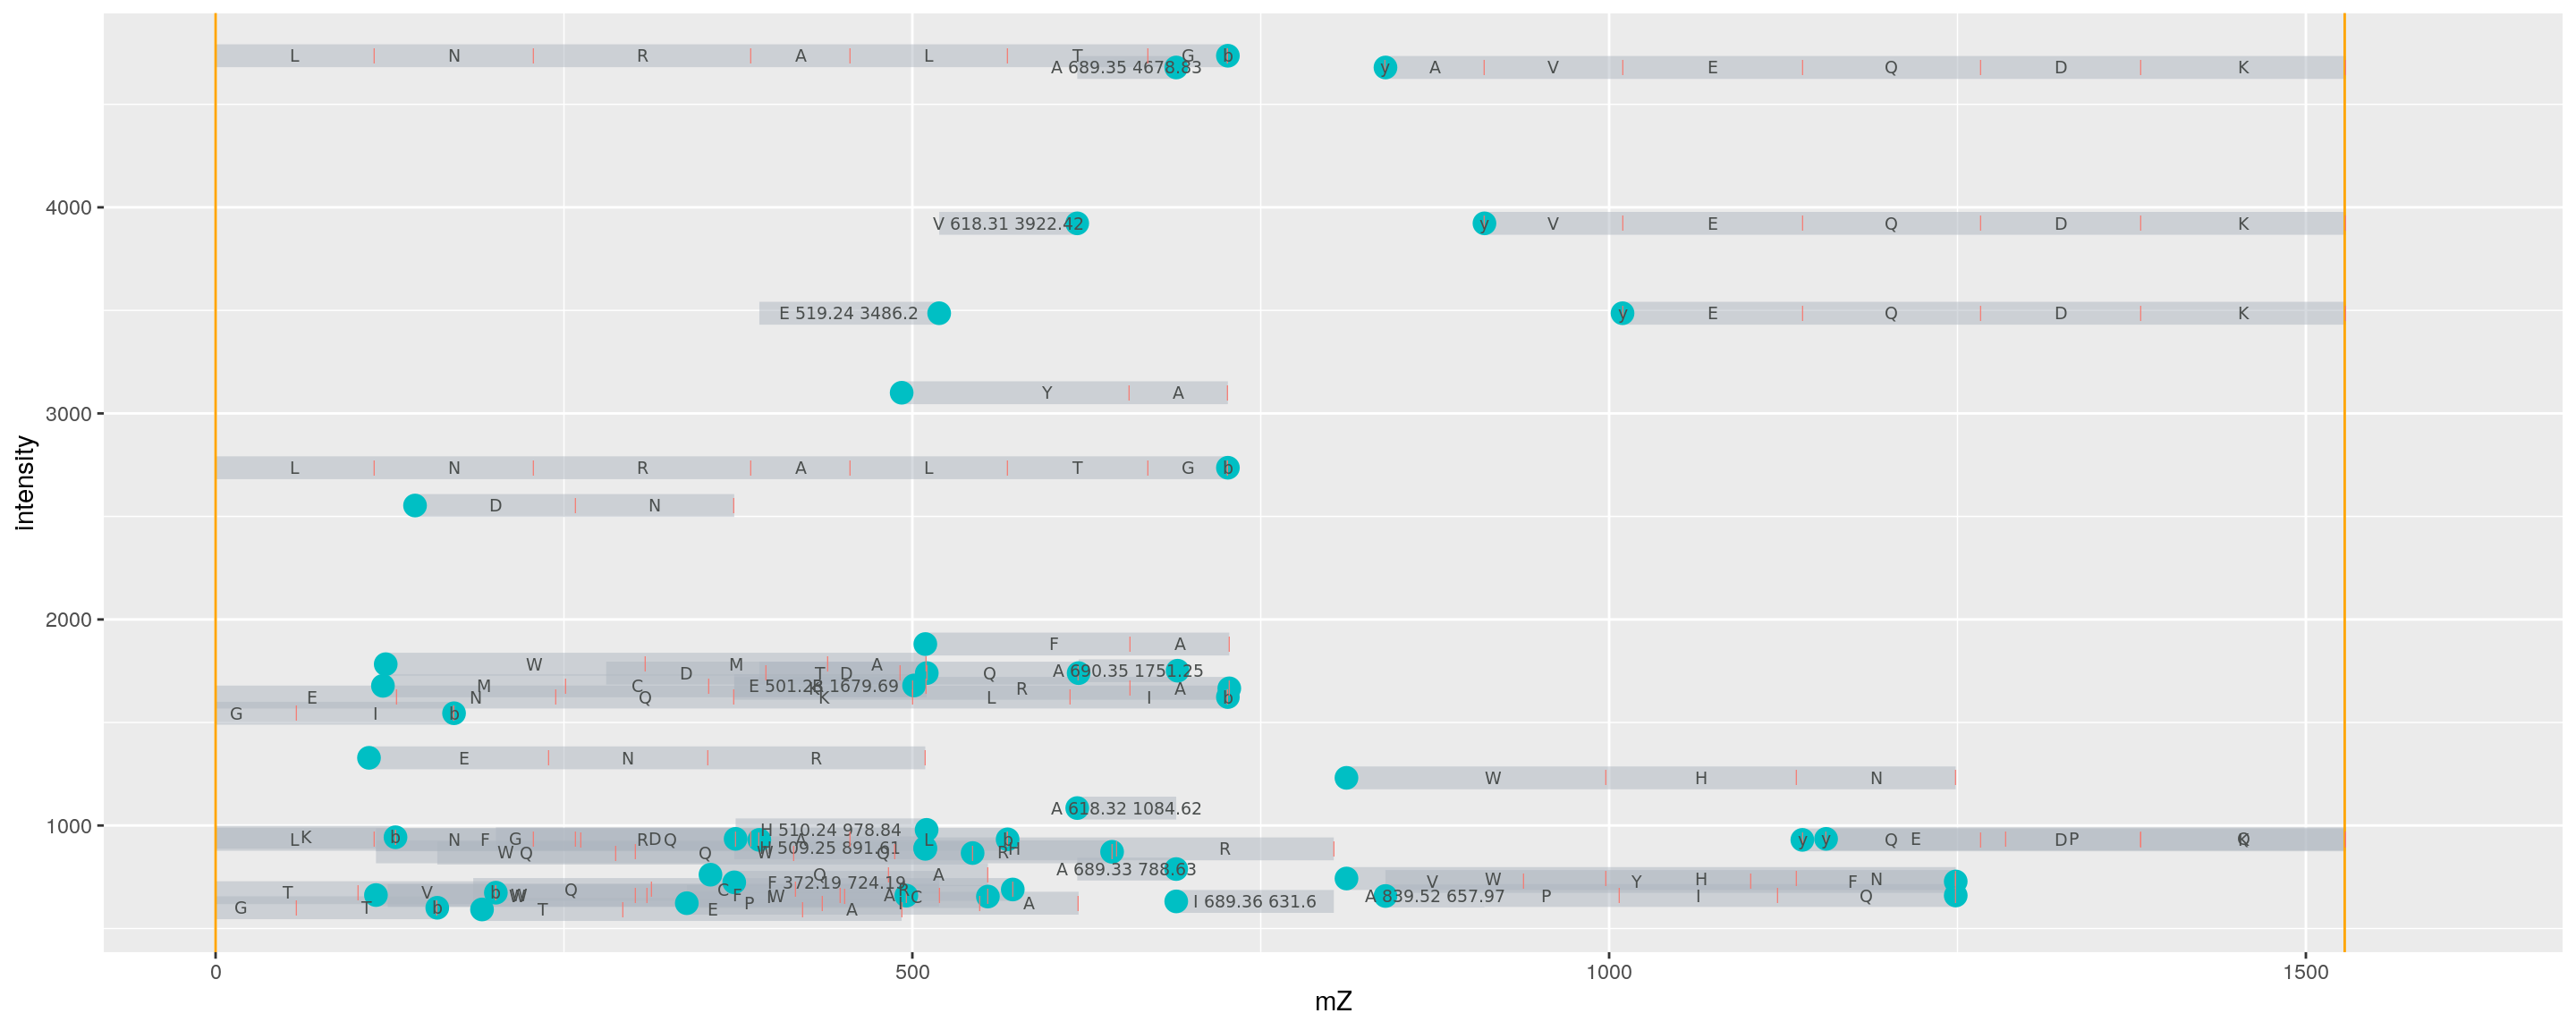 L N R A L T G b
A 689.35 4678.83
y A V E Q D K
4000
V 618.31 3922.42
y V E Q D K
E 519.24 3486.2
y E Q D K
3000
Y A
L N R A L T G b
D N
intensity
2000
F A
W M A
D T D Q
A 690.35 1751.25
M C
E 501.28 1679.69
R A
E N Q K L I b
G I b
E N R
W H N
A 618.32 1084.62
1000
H 510.24 978.84
L K b N F G R D Q A L b
y y Q E D P K
W Q Q W
509.25 891.61
Q R H R
A 689.33 788.63
Q A
F 372.19 724.19
V W Y H F N
T V b W Q C F W A C
A 839.52 657.97
P I Q
I 689.36 631.6
G T b T E P A A
0
500
1000
1500
mZ